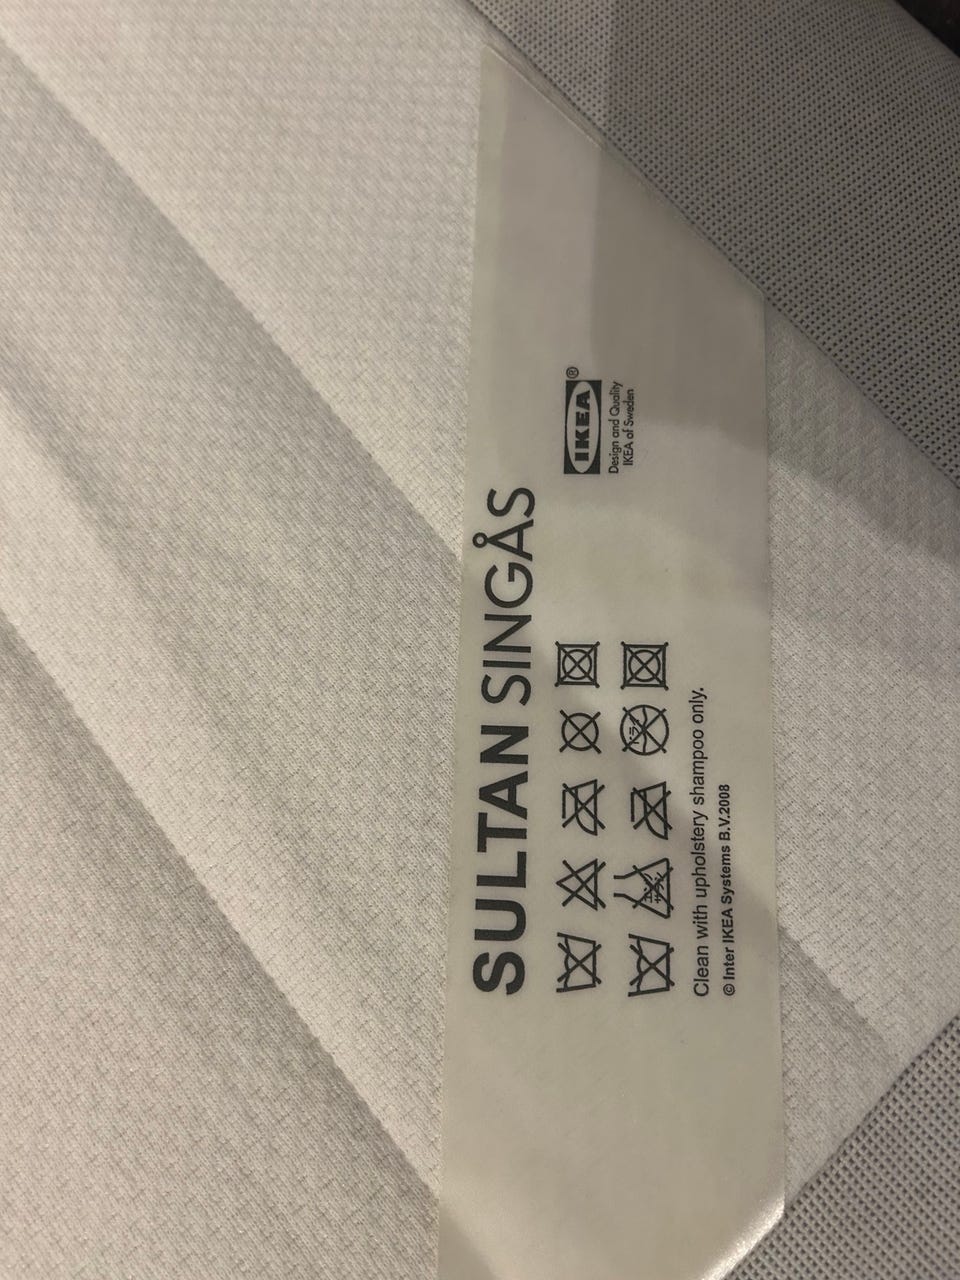 SULTAN SINGÅS
IKEA®
Design and Quality
IKEA of Sweden
Clean with upholstery shampoo only.
© Inter IKEA Systems B.V.2008